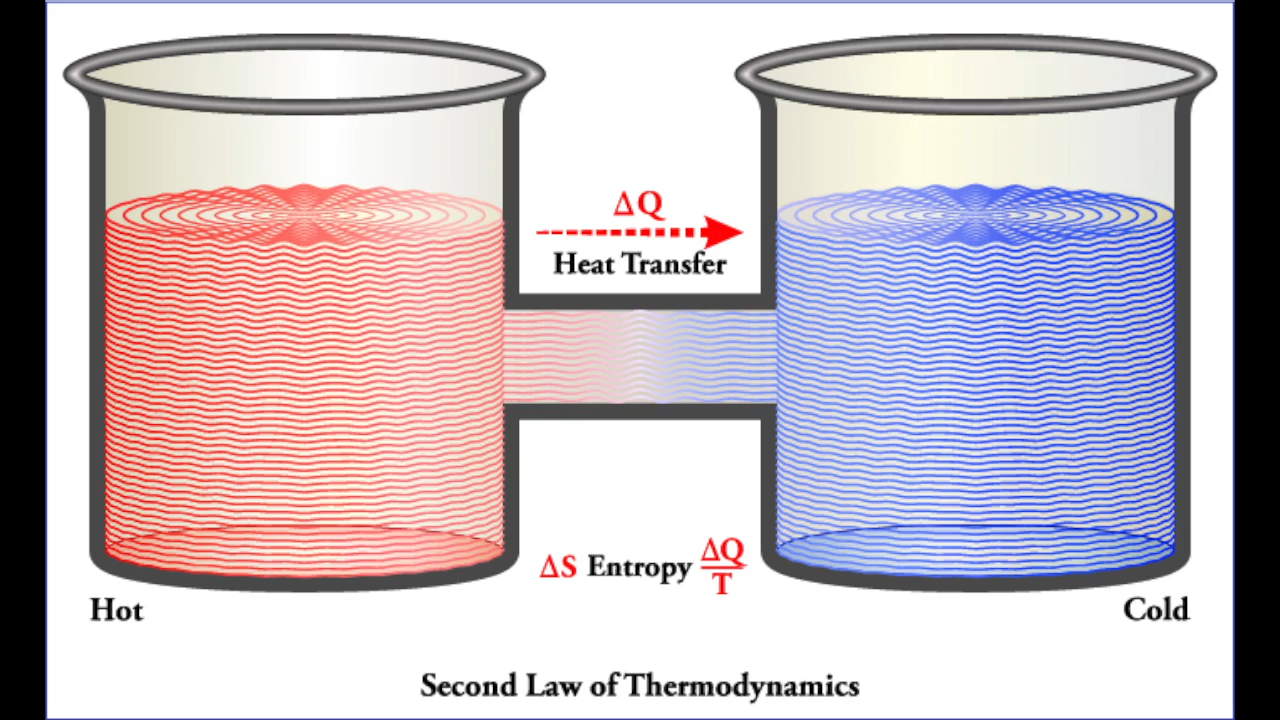 ΔQ
Heat Transfer
ΔS Entropy ΔQ/T
Hot
Cold
Second Law of Thermodynamics